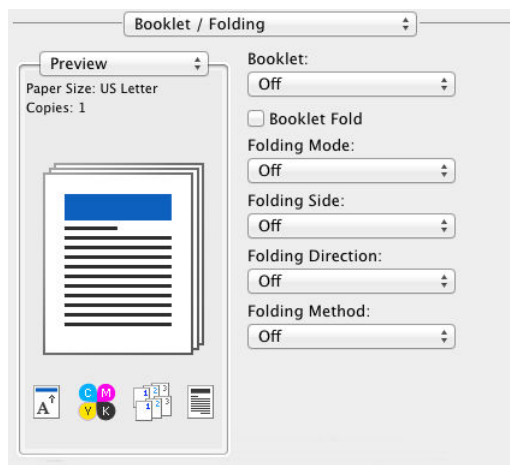 Booklet / Folding
Preview
Paper Size: US Letter
Copies: 1
A
C M
Y K
1 2 3
1 2 3
Booklet:
Off
Booklet Fold
Folding Mode:
Off
Folding Side:
Off
Folding Direction:
Off
Folding Method:
Off